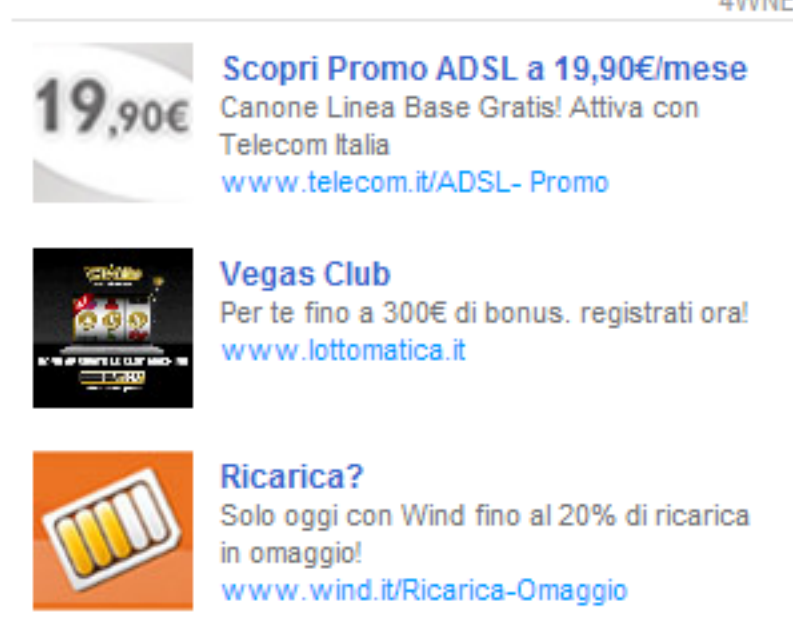 Scopri Promo ADSL a 19,90€/mese
19,90€
Canone Linea Base Gratis! Attiva con
Telecom Italia
www.telecom.it/ADSL- Promo
Vegas Club
Per te fino a 300€ di bonus. registrati ora!
www.lottomatica.it
Ricarica?
Solo oggi con Wind fino al 20% di ricarica
in omaggio!
www.wind.it/Ricarica-Omaggio